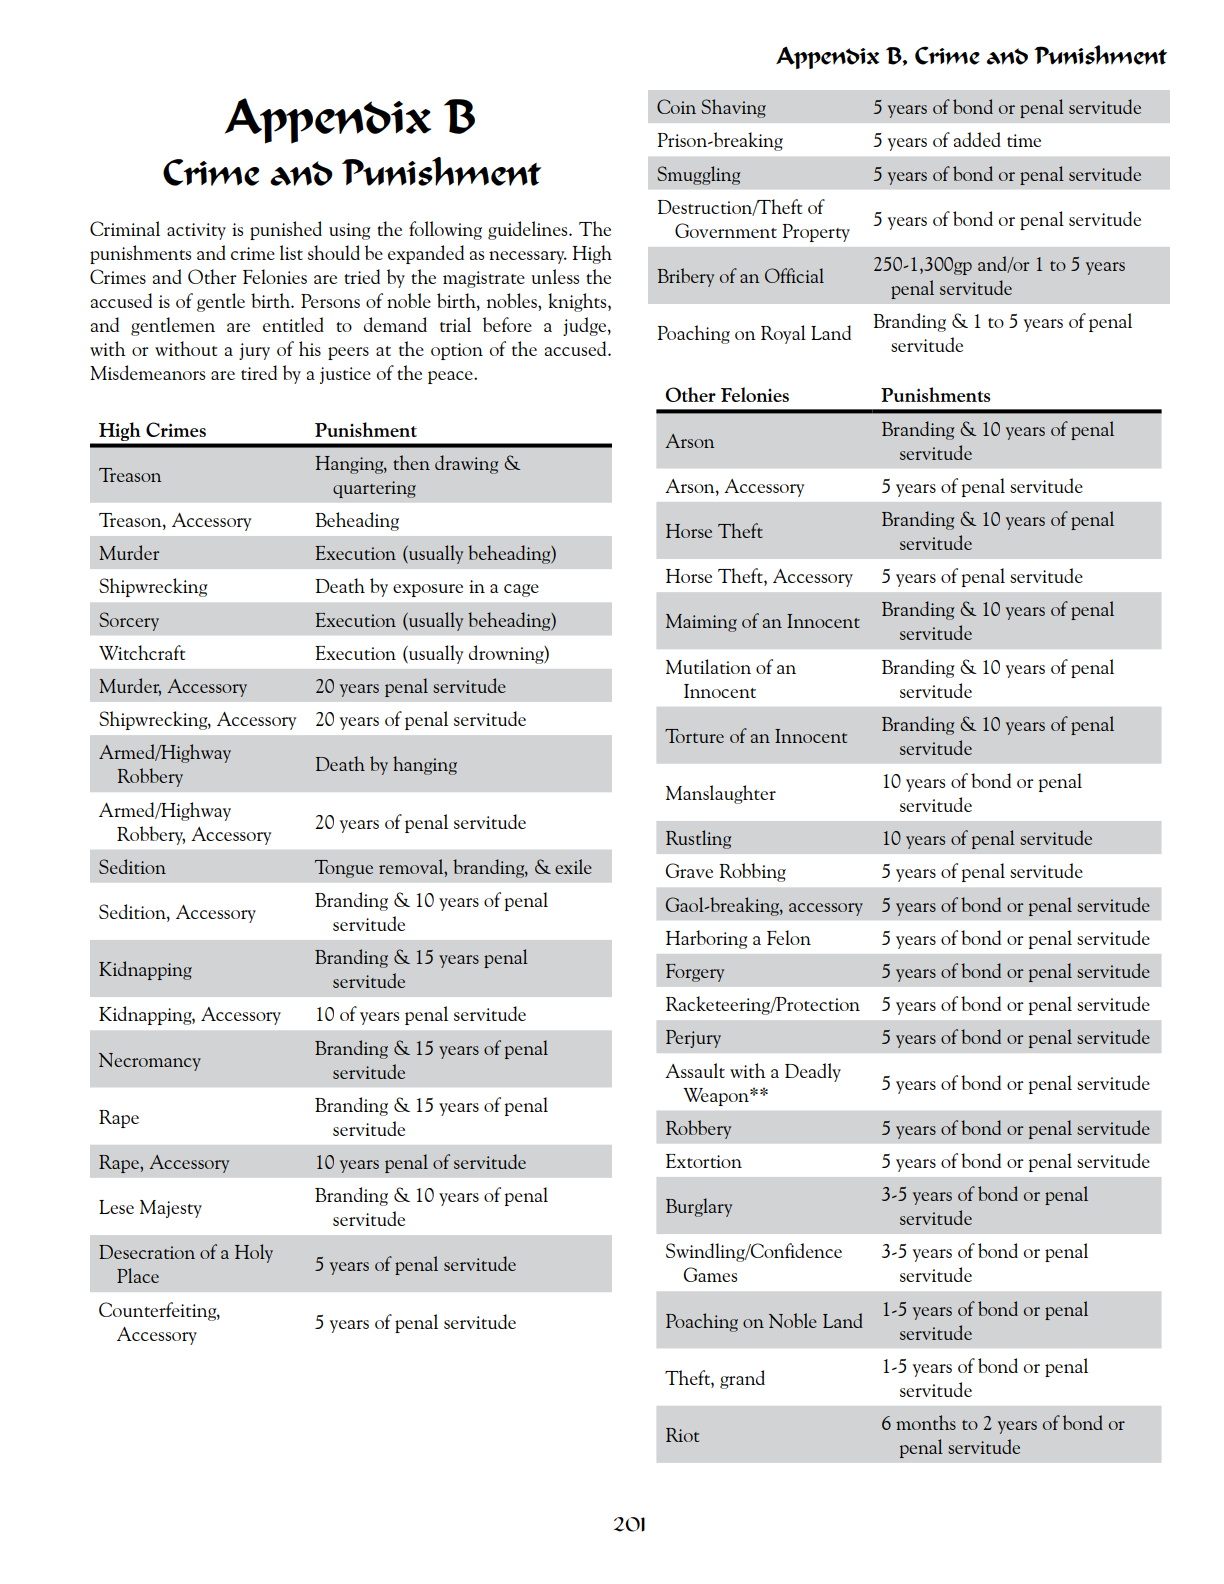 Appendix B, Crime and Punishment
Appendix B
Crime and Punishment
Criminal activity is punished using the following guidelines. The
punishments and crime list should be expanded as necessary. High
Crimes and Other Felonies are tried by the magistrate unless the
accused is of gentle birth. Persons of noble birth, nobles, knights,
and gentlemen are entitled to demand trial before a judge,
with or without a jury of his peers at the option of the accused.
Misdemeanors are tired by a justice of the peace.
High Crimes Punishment
Treason Hanging, then drawing &
quartering
Treason, Accessory Beheading
Murder Execution (usually beheading)
Shipwrecking Death by exposure in a cage
Sorcery Execution (usually beheading)
Witchcraft Execution (usually drowning)
Murder, Accessory 20 years penal servitude
Shipwrecking, Accessory 20 years of penal servitude
Armed/Highway
Robbery Death by hanging
Armed/Highway
Robbery, Accessory 20 years of penal servitude
Sedition Tongue removal, branding, & exile
Sedition, Accessory Branding & 10 years of penal
servitude
Kidnapping Branding & 15 years penal
servitude
Kidnapping, Accessory 10 of years penal servitude
Necromancy Branding & 15 years of penal
servitude
Rape Branding & 15 years of penal
servitude
Rape, Accessory 10 years penal of servitude
Lese Majesty Branding & 10 years of penal
servitude
Desecration of a Holy
Place 5 years of penal servitude
Counterfeiting,
Accessory 5 years of penal servitude
Coin Shaving 5 years of bond or penal servitude
Prison-breaking 5 years of added time
Smuggling 5 years of bond or penal servitude
Destruction/Theft of
Government Property 5 years of bond or penal servitude
Bribery of an Official 250-1,300gp and/or 1 to 5 years
penal servitude
Poaching on Royal Land Branding & 1 to 5 years of penal
servitude
Other Felonies Punishments
Arson Branding & 10 years of penal
servitude
Arson, Accessory 5 years of penal servitude
Horse Theft Branding & 10 years of penal
servitude
Horse Theft, Accessory 5 years of penal servitude
Maiming of an Innocent Branding & 10 years of penal
servitude
Mutilation of an
Innocent Branding & 10 years of penal
servitude
Torture of an Innocent Branding & 10 years of penal
servitude
Manslaughter 10 years of bond or penal
servitude
Rustling 10 years of penal servitude
Grave Robbing 5 years of penal servitude
Gaol-breaking, accessory 5 years of bond or penal servitude
Harboring a Felon 5 years of bond or penal servitude
Forgery 5 years of bond or penal servitude
Racketeering/Protection 5 years of bond or penal servitude
Perjury 5 years of bond or penal servitude
Assault with a Deadly
Weapon** 5 years of bond or penal servitude
Robbery 5 years of bond or penal servitude
Extortion 5 years of bond or penal servitude
Burglary 3-5 years of bond or penal
servitude
Swindling/Confidence
Games 3-5 years of bond or penal
servitude
Poaching on Noble Land 1-5 years of bond or penal
servitude
Theft, grand 1-5 years of bond or penal
servitude
Riot 6 months to 2 years of bond or
penal servitude
201